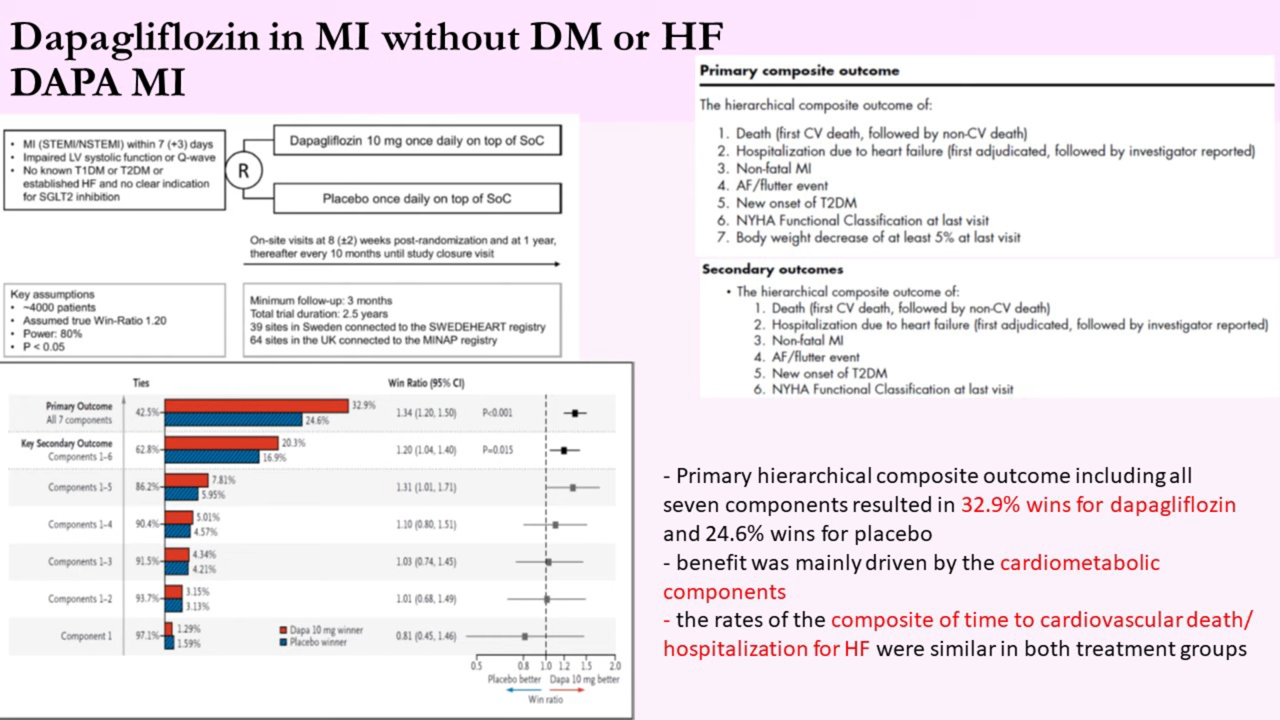 Dapagliflozin in MI without DM or HF
DAPA MI
• MI (STEMI/NSTEMI) within 7 (+3) days
• Impaired LV systolic function or Q-wave
• No known T1DM or T2DM or
established HF and no clear indication
for SGLT2 inhibition
R
Dapagliflozin 10 mg once daily on top of SoC
Placebo once daily on top of SoC
On-site visits at 8 (±2) weeks post-randomization and at 1 year,
thereafter every 10 months until study closure visit
Key assumptions
• ~4000 patients
• Assumed true Win-Ratio 1.20
• Power: 80%
• P < 0.05
Minimum follow-up: 3 months
Total trial duration: 2.5 years
39 sites in Sweden connected to the SWEDEHEART registry
64 sites in the UK connected to the MINAP registry
Primary composite outcome
The hierarchical composite outcome of:
1. Death (first CV death, followed by non-CV death)
2. Hospitalization due to heart failure (first adjudicated, followed by investigator reported)
3. Non-fatal MI
4. AF/flutter event
5. New onset of T2DM
6. NYHA Functional Classification at last visit
7. Body weight decrease of at least 5% at last visit
Secondary outcomes
• The hierarchical composite outcome of:
1. Death (first CV death, followed by non-CV death)
2. Hospitalization due to heart failure (first adjudicated, followed by investigator reported)
3. Non-fatal MI
4. AF/flutter event
5. New onset of T2DM
6. NYHA Functional Classification at last visit
Ties Win Ratio (95% CI)
Primary Outcome
All 7 components
42.5% 32.9% 24.6% 1.34 (1.20, 1.50) P<0.001
Key Secondary Outcome
Components 1–6
62.8% 20.3% 16.9% 1.20 (1.04, 1.40) P=0.015
Components 1–5 86.2% 7.81% 5.95% 1.31 (1.01, 1.71)
Components 1–4 90.4% 5.01% 4.57% 1.10 (0.80, 1.51)
Components 1–3 91.5% 4.34% 4.21% 1.03 (0.74, 1.45)
Components 1–2 93.7% 3.15% 3.13% 1.01 (0.68, 1.49)
Component 1 97.1% 1.29% 1.59% 0.81 (0.45, 1.46)
Dapa 10 mg winner
Placebo winner
0.5 0.8 1.0 1.2 1.5 2.0
Placebo better Dapa 10 mg better
Win ratio
- Primary hierarchical composite outcome including all
seven components resulted in 32.9% wins for dapagliflozin
and 24.6% wins for placebo
- benefit was mainly driven by the cardiometabolic
components
- the rates of the composite of time to cardiovascular death/
hospitalization for HF were similar in both treatment groups